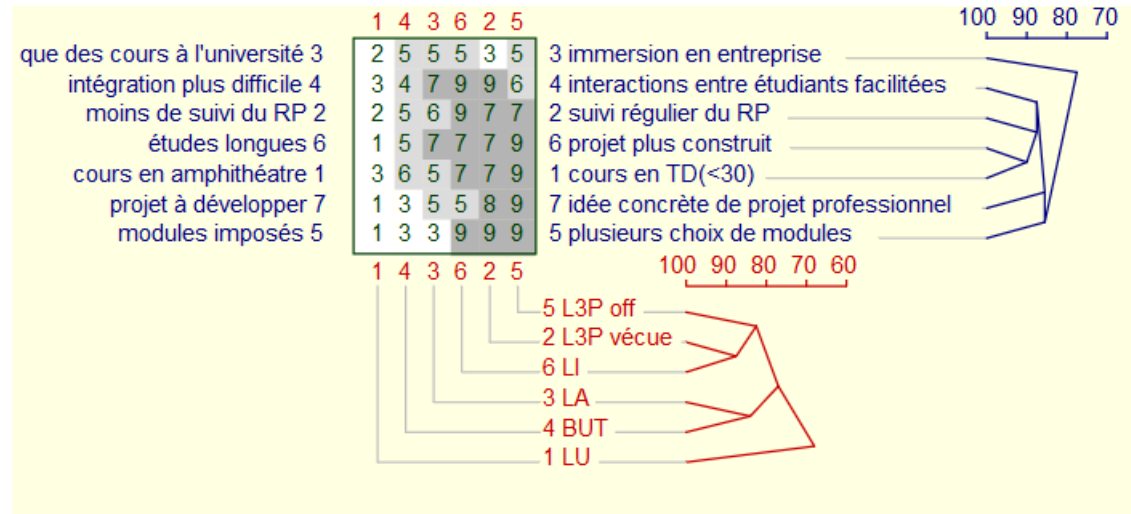 1 4 3 6 2 5 100 90 80 70
que des cours à l'université 3 2 5 5 5 3 5 3 immersion en entreprise
intégration plus difficile 4 3 4 7 9 9 6 4 interactions entre étudiants facilitées
moins de suivi du RP 2 2 5 6 9 7 7 2 suivi régulier du RP
études longues 6 1 5 7 7 7 9 6 projet plus construit
cours en amphithéatre 1 3 6 5 7 7 9 1 cours en TD(<30)
projet à développer 7 1 3 5 5 8 9 7 idée concrète de projet professionnel
modules imposés 5 1 3 3 9 9 9 5 plusieurs choix de modules
1 4 3 6 2 5 100 90 80 70 60
5 L3P off
2 L3P vécue
6 LI
3 LA
4 BUT
1 LU